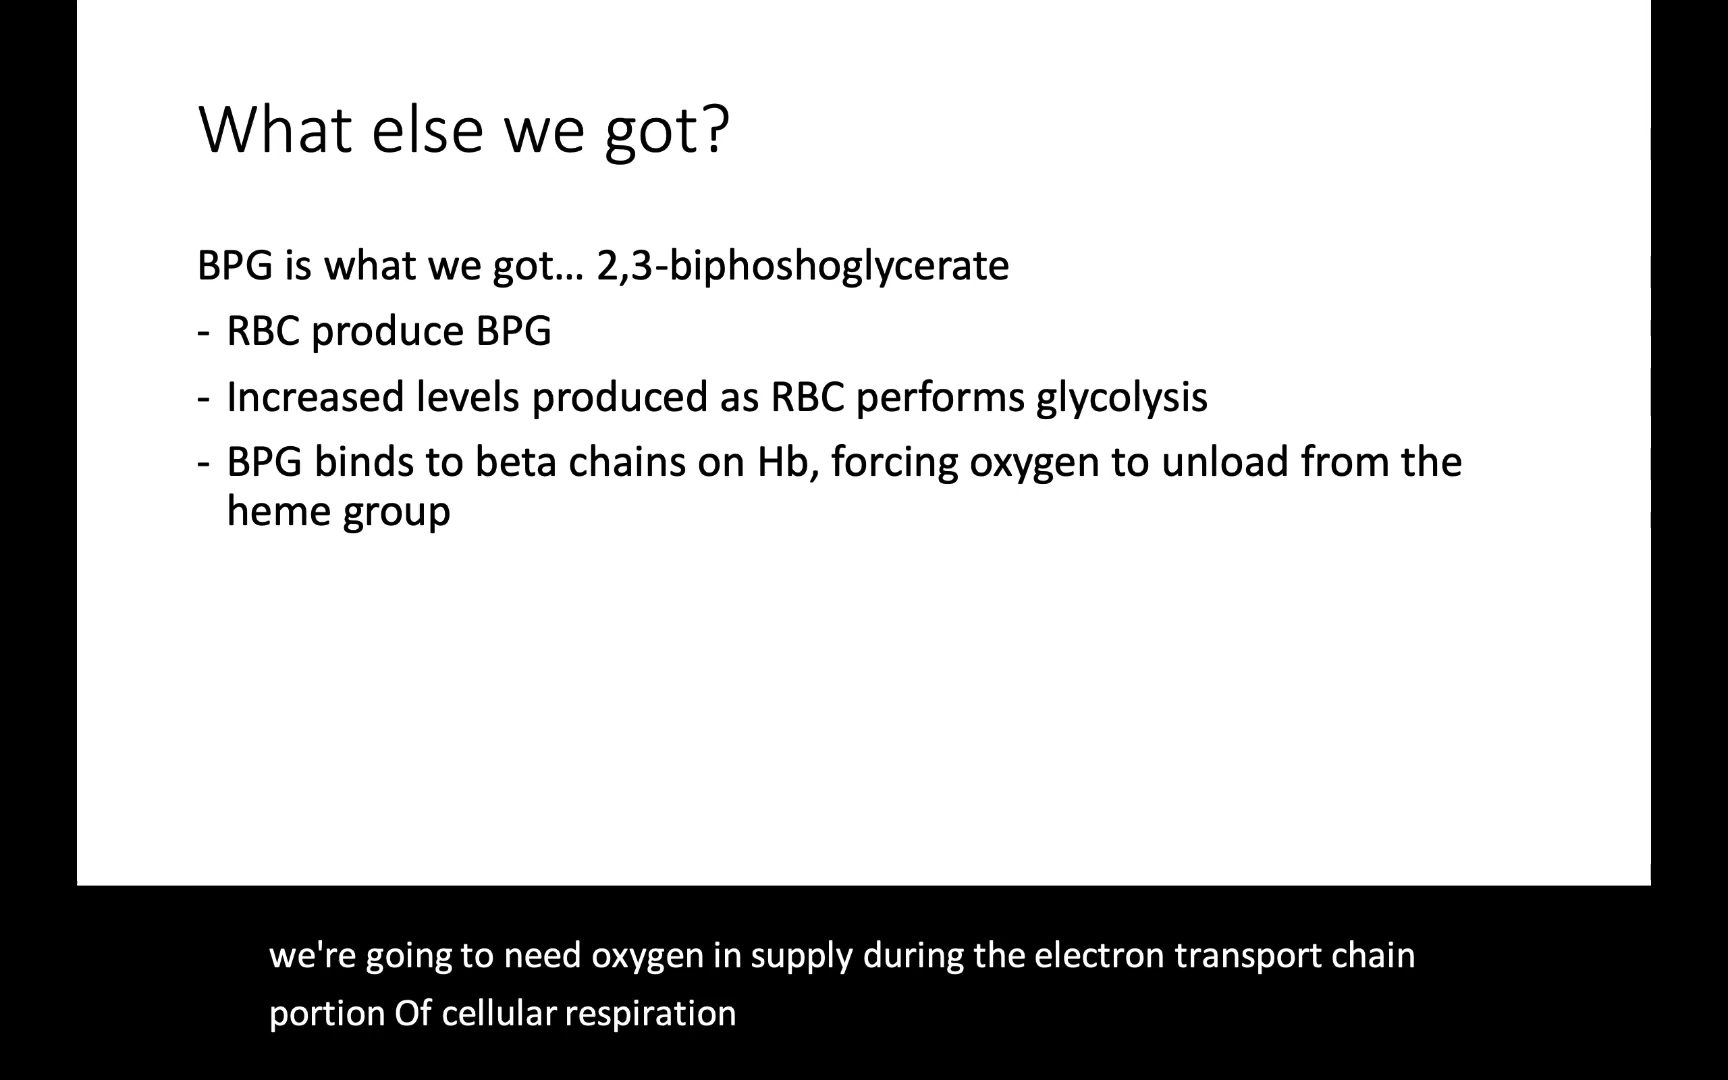 What else we got?
BPG is what we got... 2,3-biphoshoglycerate
- RBC produce BPG
- Increased levels produced as RBC performs glycolysis
- BPG binds to beta chains on Hb, forcing oxygen to unload from the
heme group
we're going to need oxygen in supply during the electron transport chain
portion Of cellular respiration